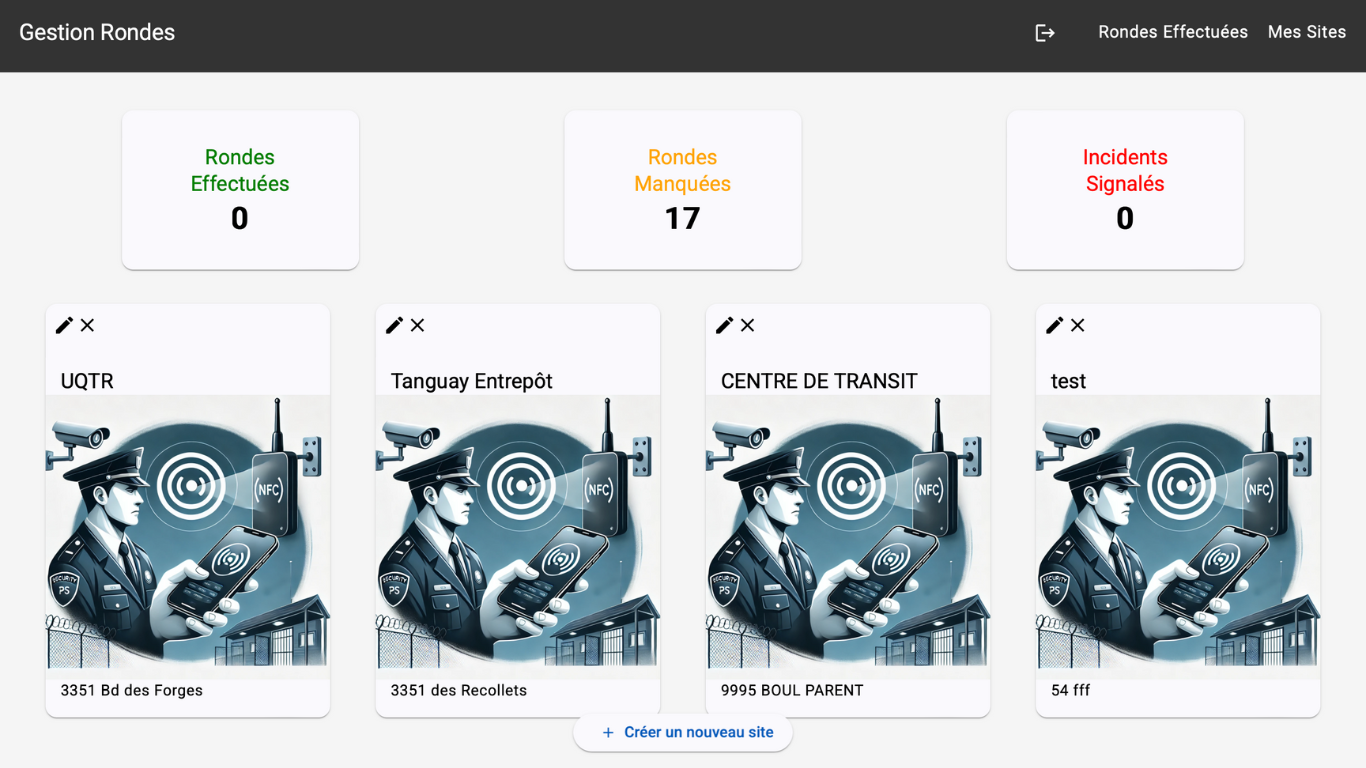 Gestion Rondes
Rondes Effectuées
Mes Sites
Rondes
Effectuées
0
Rondes
Manquées
17
Incidents
Signalés
0
UQTR
Tanguay Entrepôt
CENTRE DE TRANSIT
test
(NFC)
SECURITY
PS
(NFC)
SECURITY
PS
(NFC)
SECURITY
PS
(NFC)
SECURITY
PS
3351 Bd des Forges
3351 des Recollets
9995 BOUL PARENT
54 fff
+ Créer un nouveau site